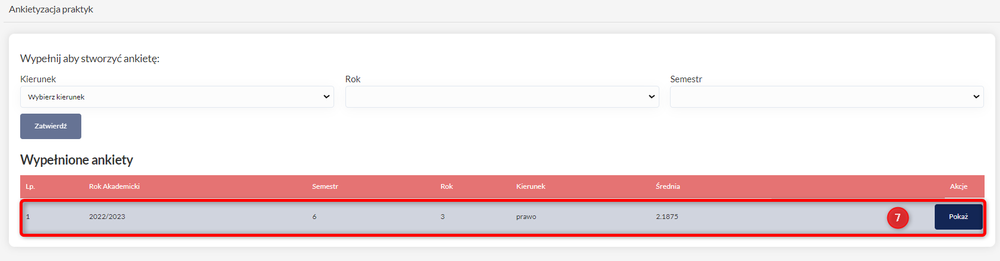 Ankietyzacja praktyk
Wypełnij aby stworzyć ankietę:
Kierunek Rok Semestr
Wybierz kierunek
Zatwierdź
Wypełnione ankiety
Lp. Rok Akademicki Semestr Rok Kierunek Średnia Akcje
1 2022/2023 6 3 prawo 2.1875 7 Pokaż